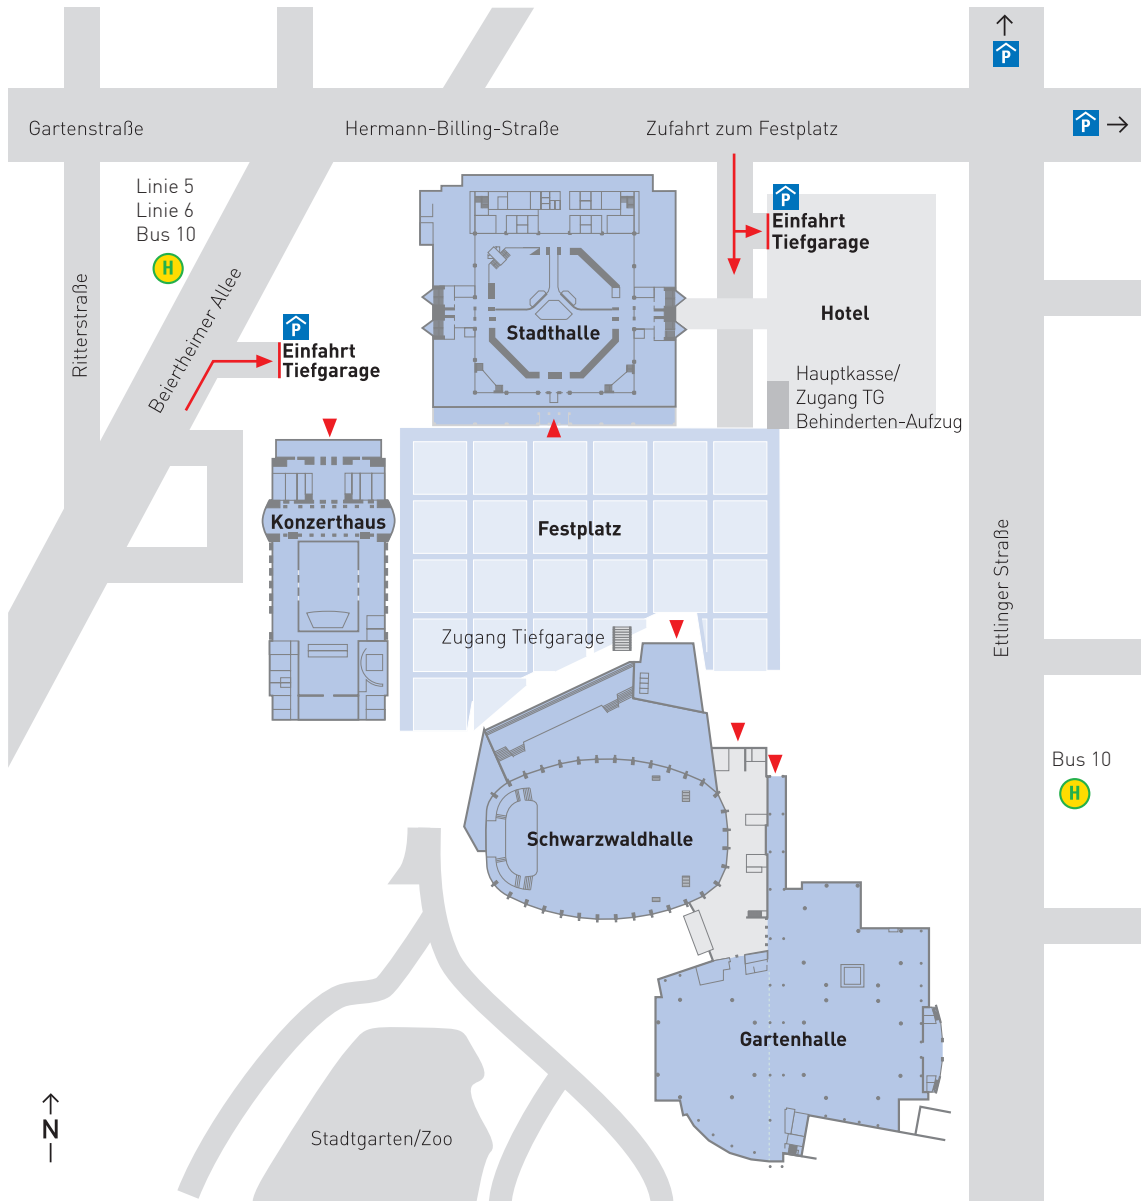 P
Gartenstraße
Hermann-Billing-Straße
Zufahrt zum Festplatz
P
Linie 5
Linie 6
Bus 10
H
P
Einfahrt
Tiefgarage
Ritterstraße
Beiertheimer Allee
P
Einfahrt
Tiefgarage
Stadthalle
Hotel
Hauptkasse/
Zugang TG
Behinderten-Aufzug
Konzerthaus
Festplatz
Ettlinger Straße
Zugang Tiefgarage
Bus 10
H
Schwarzwaldhalle
Gartenhalle
N
Stadtgarten/Zoo